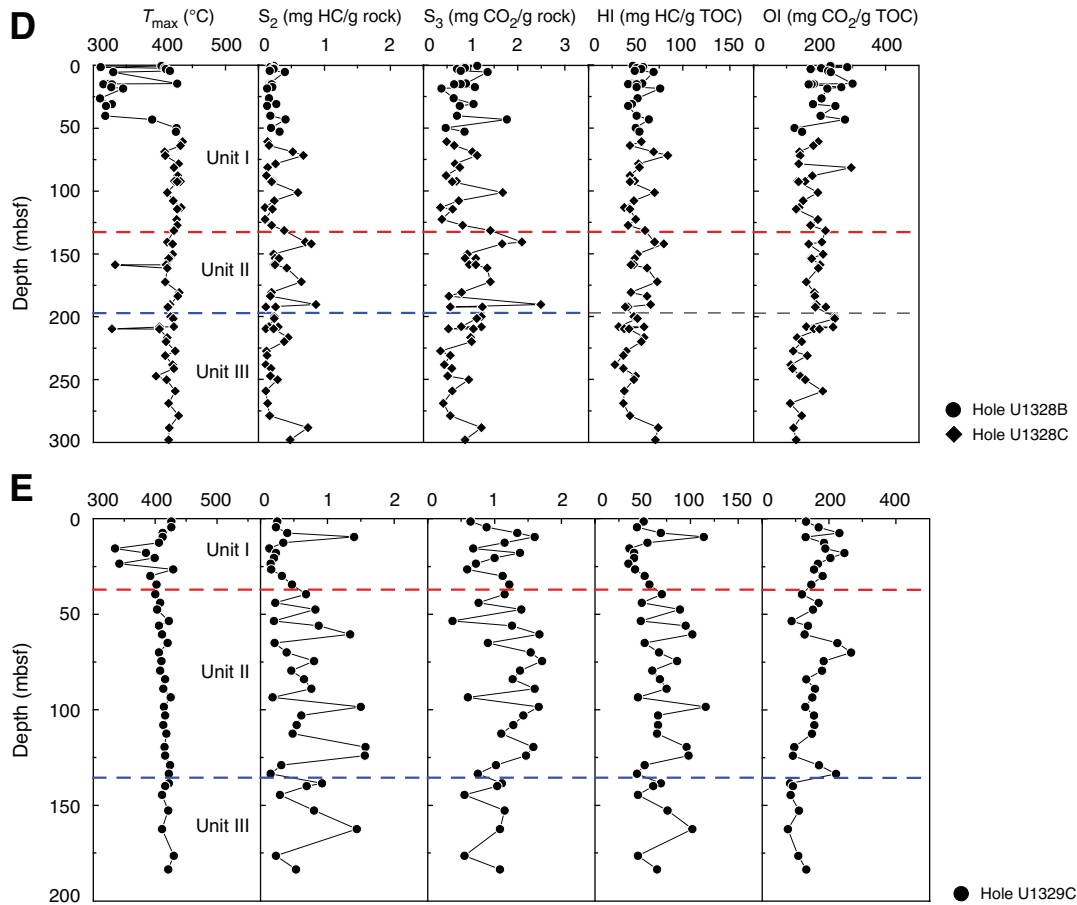 D
Tmax (°C) S2 (mg HC/g rock) S3 (mg CO2/g rock) HI (mg HC/g TOC) OI (mg CO2/g TOC)
300 400 500 0 1 2 0 1 2 3 0 50 100 150 0 200 400
0
50
100
150
200
250
300
Depth (mbsf)
Unit I
Unit II
Unit III
Hole U1328B
Hole U1328C
E
300 400 500 0 1 2 0 1 2 0 50 100 150 0 200 400
0
50
100
150
200
Depth (mbsf)
Unit I
Unit II
Unit III
Hole U1329C